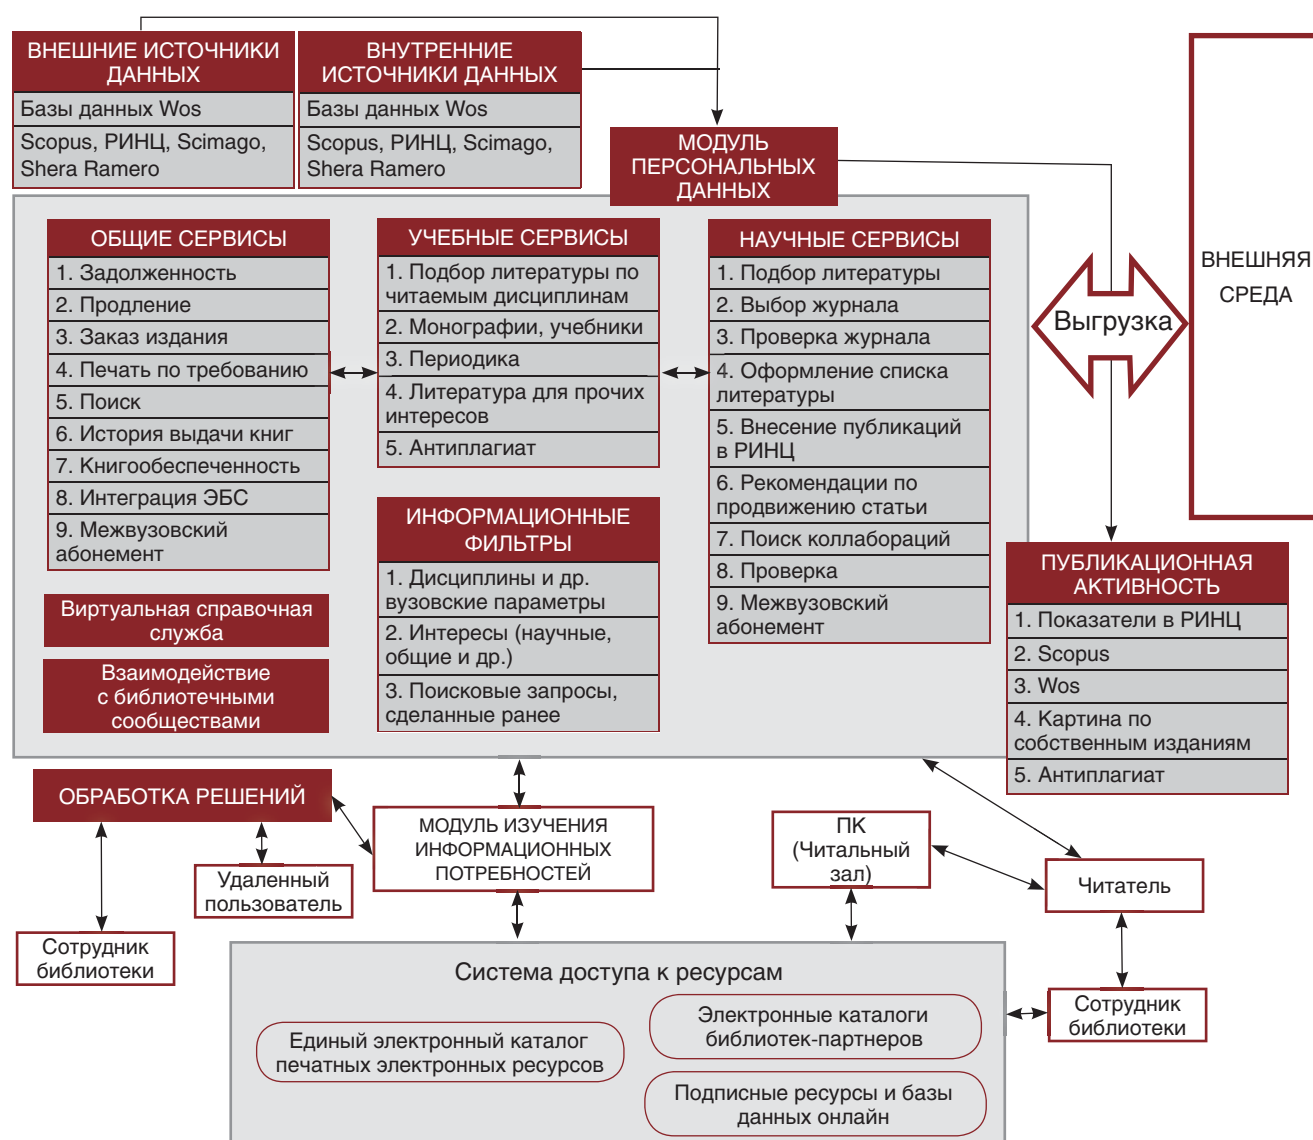 ВНЕШНИЕ ИСТОЧНИКИ
ДАННЫХ
Базы данных Wos
Scopus, РИНЦ, Scimago,
Shera Ramero
ВНУТРЕННИЕ
ИСТОЧНИКИ ДАННЫХ
Базы данных Wos
Scopus, РИНЦ, Scimago,
Shera Ramero
МОДУЛЬ
ПЕРСОНАЛЬНЫХ
ДАННЫХ
ОБЩИЕ СЕРВИСЫ
1. Задолженность
2. Продление
3. Заказ издания
4. Печать по требованию
5. Поиск
6. История выдачи книг
7. Книгообеспеченность
8. Интеграция ЭБС
9. Межвузовский
абонемент
Виртуальная справочная
служба
Взаимодействие
с библиотечными
сообществами
УЧЕБНЫЕ СЕРВИСЫ
1. Подбор литературы по
читаемым дисциплинам
2. Монографии, учебники
3. Периодика
4. Литература для прочих
интересов
5. Антиплагиат
ИНФОРМАЦИОННЫЕ
ФИЛЬТРЫ
1. Дисциплины и др.
вузовские параметры
2. Интересы (научные,
общие и др.)
3. Поисковые запросы,
сделанные ранее
НАУЧНЫЕ СЕРВИСЫ
1. Подбор литературы
2. Выбор журнала
3. Проверка журнала
4. Оформление списка
литературы
5. Внесение публикаций
в РИНЦ
6. Рекомендации по
продвижению статьи
7. Поиск коллабораций
8. Проверка
9. Межвузовский
абонемент
Выгрузка
ВНЕШНЯЯ
СРЕДА
ПУБЛИКАЦИОННАЯ
АКТИВНОСТЬ
1. Показатели в РИНЦ
2. Scopus
3. Wos
4. Картина по
собственным изданиям
5. Антиплагиат
ОБРАБОТКА РЕШЕНИЙ
Удаленный
пользователь
Сотрудник
библиотеки
МОДУЛЬ ИЗУЧЕНИЯ
ИНФОРМАЦИОННЫХ
ПОТРЕБНОСТЕЙ
ПК
(Читальный
зал)
Читатель
Сотрудник
библиотеки
Система доступа к ресурсам
Единый электронный каталог
печатных электронных ресурсов
Электронные каталоги
библиотек-партнеров
Подписные ресурсы и базы
данных онлайн